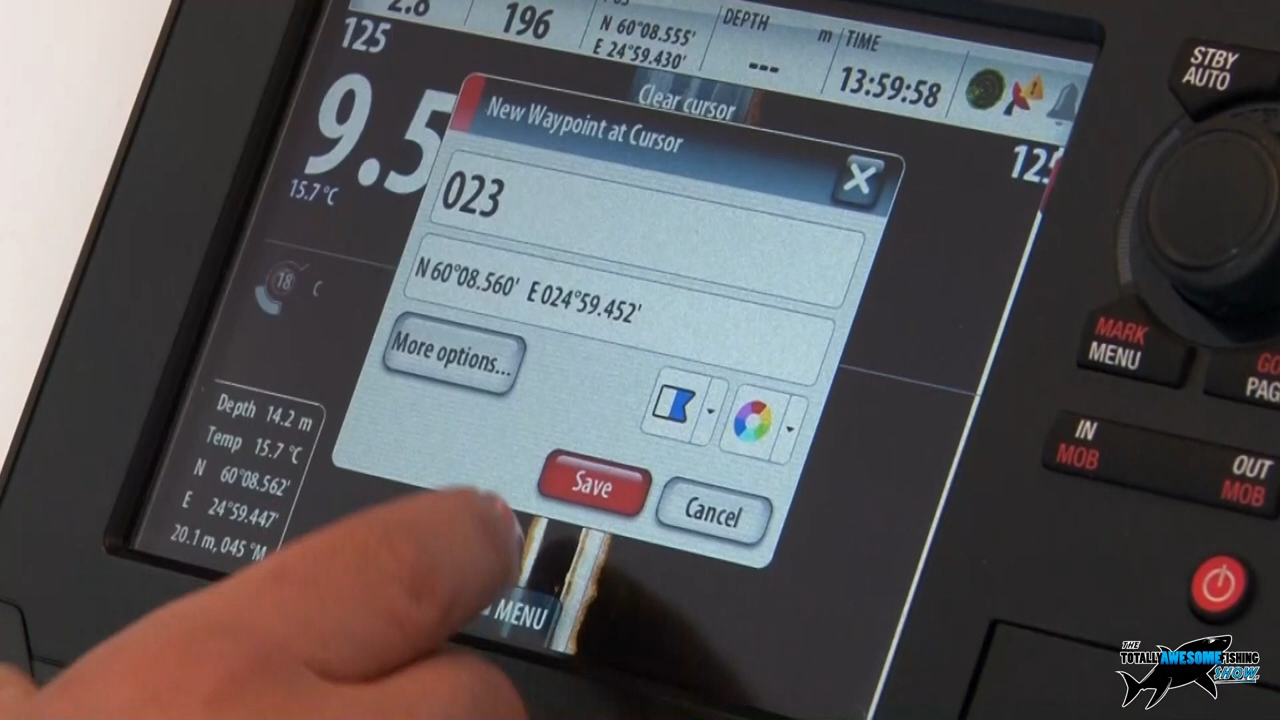 2.8
196
N 60°08.555'
E 24°59.430'
DEPTH m
---
TIME
13:59:58
125
9.5
15.7 °C
Clear cursor
New Waypoint at Cursor
X
023
N 60°08.560' E 024°59.452'
More options...
Save
Cancel
125
18
Depth 14.2 m
Temp 15.7 °C
N 60°08.562'
E 24°59.447'
20.1 m, 045 °M
MENU
STBY
AUTO
MARK
MENU
IN
MOB
OUT
MOB
THE
TOTALLY AWESOME FISHING
SHOW